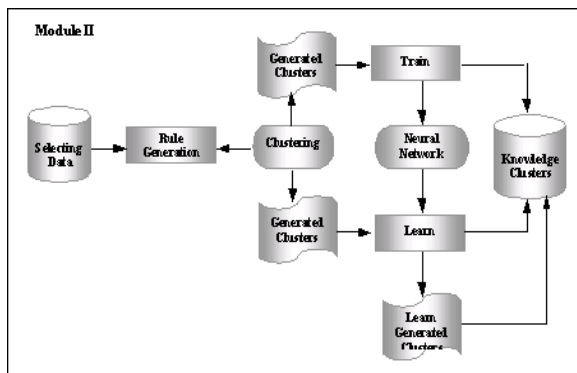 Module II
Generated
Clusters
Train
Selecting
Data
Rule
Generation
Clustering
Neural
Network
Knowledge
Clusters
Generated
Clusters
Learn
Learn
Generated
Clusters